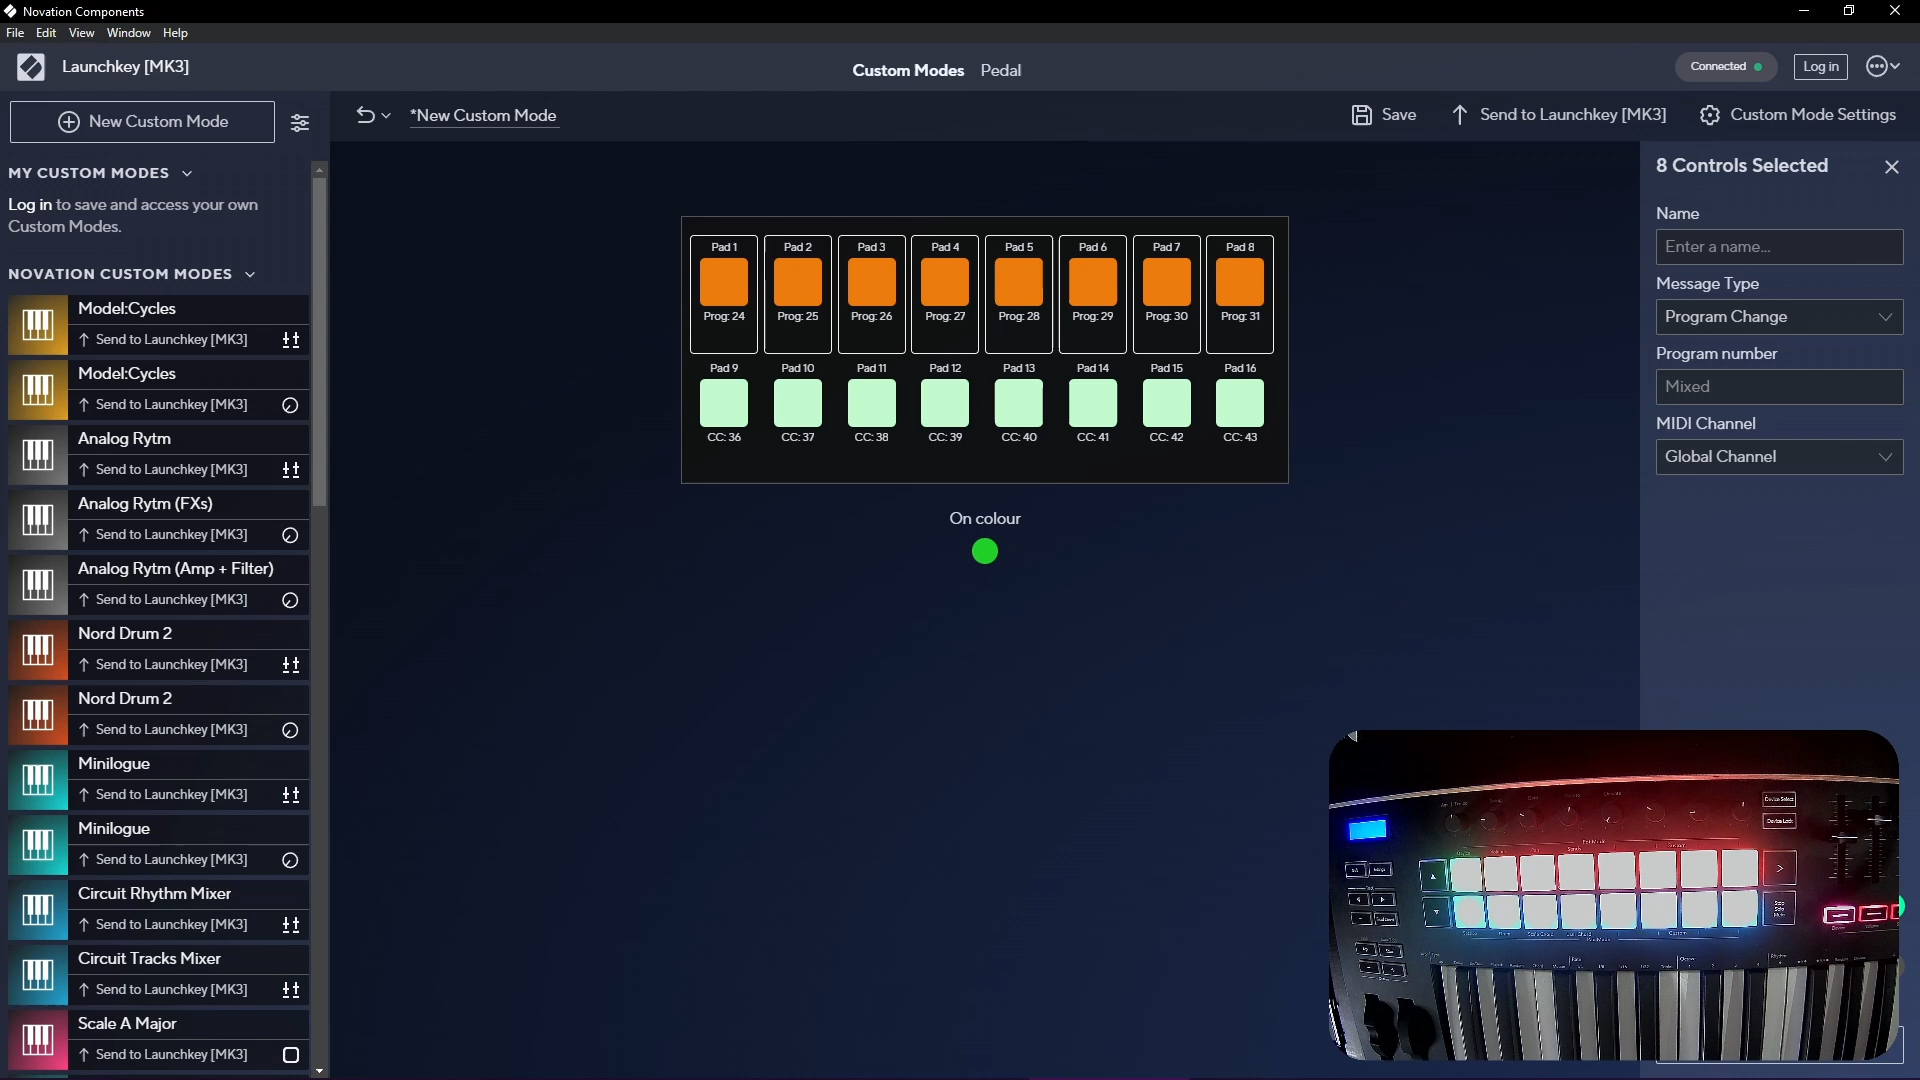 Novation Components
File Edit View Window Help
Launchkey [MK3]
Custom Modes Pedal
Connected
Log in
New Custom Mode
*New Custom Mode
Save
Send to Launchkey [MK3]
Custom Mode Settings
MY CUSTOM MODES
Log in to save and access your own
Custom Modes.
NOVATION CUSTOM MODES
Model:Cycles
Send to Launchkey [MK3]
Model:Cycles
Send to Launchkey [MK3]
Analog Rytm
Send to Launchkey [MK3]
Analog Rytm (FXs)
Send to Launchkey [MK3]
Analog Rytm (Amp + Filter)
Send to Launchkey [MK3]
Nord Drum 2
Send to Launchkey [MK3]
Nord Drum 2
Send to Launchkey [MK3]
Minilogue
Send to Launchkey [MK3]
Minilogue
Send to Launchkey [MK3]
Circuit Rhythm Mixer
Send to Launchkey [MK3]
Circuit Tracks Mixer
Send to Launchkey [MK3]
Scale A Major
Send to Launchkey [MK3]
Pad 1 Pad 2 Pad 3 Pad 4 Pad 5 Pad 6 Pad 7 Pad 8
Prog: 24 Prog: 25 Prog: 26 Prog: 27 Prog: 28 Prog: 29 Prog: 30 Prog: 31
Pad 9 Pad 10 Pad 11 Pad 12 Pad 13 Pad 14 Pad 15 Pad 16
CC: 36 CC: 37 CC: 38 CC: 39 CC: 40 CC: 41 CC: 42 CC: 43
On colour
8 Controls Selected
Name
Enter a name...
Message Type
Program Change
Program number
Mixed
MIDI Channel
Global Channel
Device Select
Device Lock